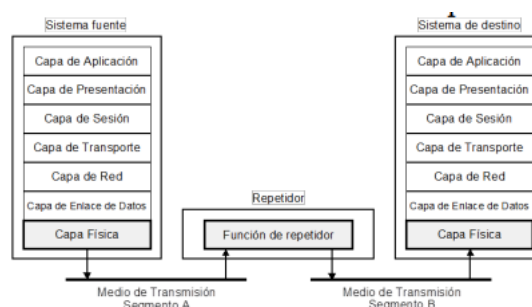 Sistema fuente
Capa de Aplicación
Capa de Presentación
Capa de Sesión
Capa de Transporte
Capa de Red
Capa de Enlace de Datos
Capa Física
Repetidor
Función de repetidor
Sistema de destino
Capa de Aplicación
Capa de Presentación
Capa de Sesión
Capa de Transporte
Capa de Red
Capa de Enlace de Datos
Capa Física
Medio de Transmisión
Segmento A
Medio de Transmisión
Segmento B